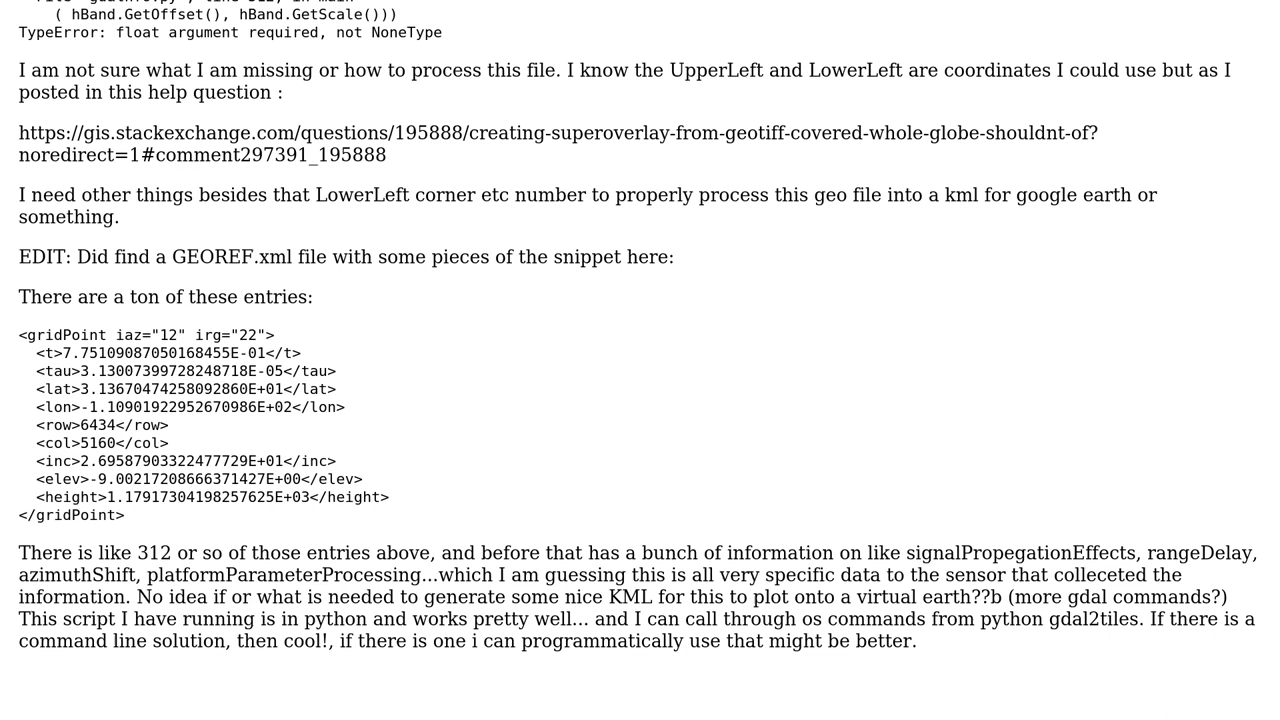 ( hBand.GetOffset(), hBand.GetScale()))
TypeError: float argument required, not NoneType
I am not sure what I am missing or how to process this file. I know the UpperLeft and LowerLeft are coordinates I could use but as I
posted in this help question :
https://gis.stackexchange.com/questions/195888/creating-superoverlay-from-geotiff-covered-whole-globe-shouldnt-of?
noredirect=1#comment297391_195888
I need other things besides that LowerLeft corner etc number to properly process this geo file into a kml for google earth or
something.
EDIT: Did find a GEOREF.xml file with some pieces of the snippet here:
There are a ton of these entries:
<gridPoint iaz="12" irg="22">
<t>7.75109087050168455E-01</t>
<tau>3.13007399728248718E-05</tau>
<lat>3.13670474258092860E+01</lat>
<lon>-1.10901922952670986E+02</lon>
<row>6434</row>
<col>5160</col>
<inc>2.69587903322477729E+01</inc>
<elev>-9.00217208666371427E+00</elev>
<height>1.17917304198257625E+03</height>
</gridPoint>
There is like 312 or so of those entries above, and before that has a bunch of information on like signalPropegationEffects, rangeDelay,
azimuthShift, platformParameterProcessing...which I am guessing this is all very specific data to the sensor that colleceted the
information. No idea if or what is needed to generate some nice KML for this to plot onto a virtual earth??b (more gdal commands?)
This script I have running is in python and works pretty well... and I can call through os commands from python gdal2tiles. If there is a
command line solution, then cool!, if there is one i can programmatically use that might be better.